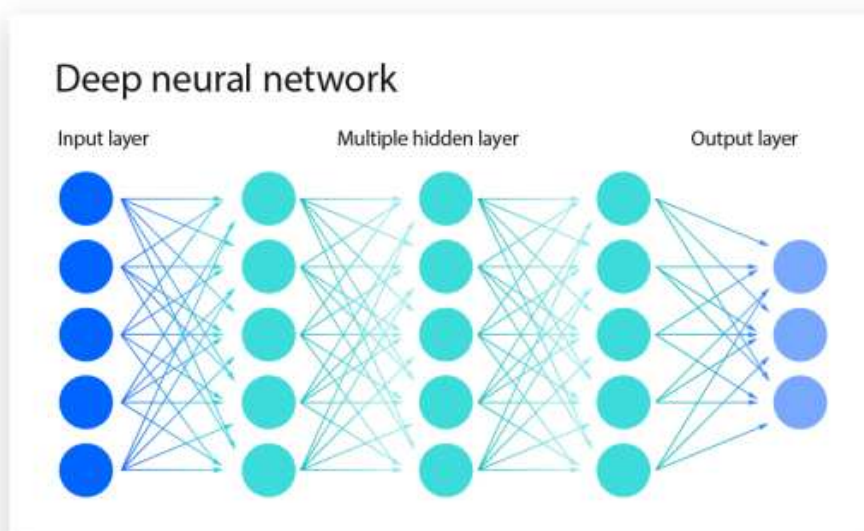 Deep neural network
Input layer
Multiple hidden layer
Output layer